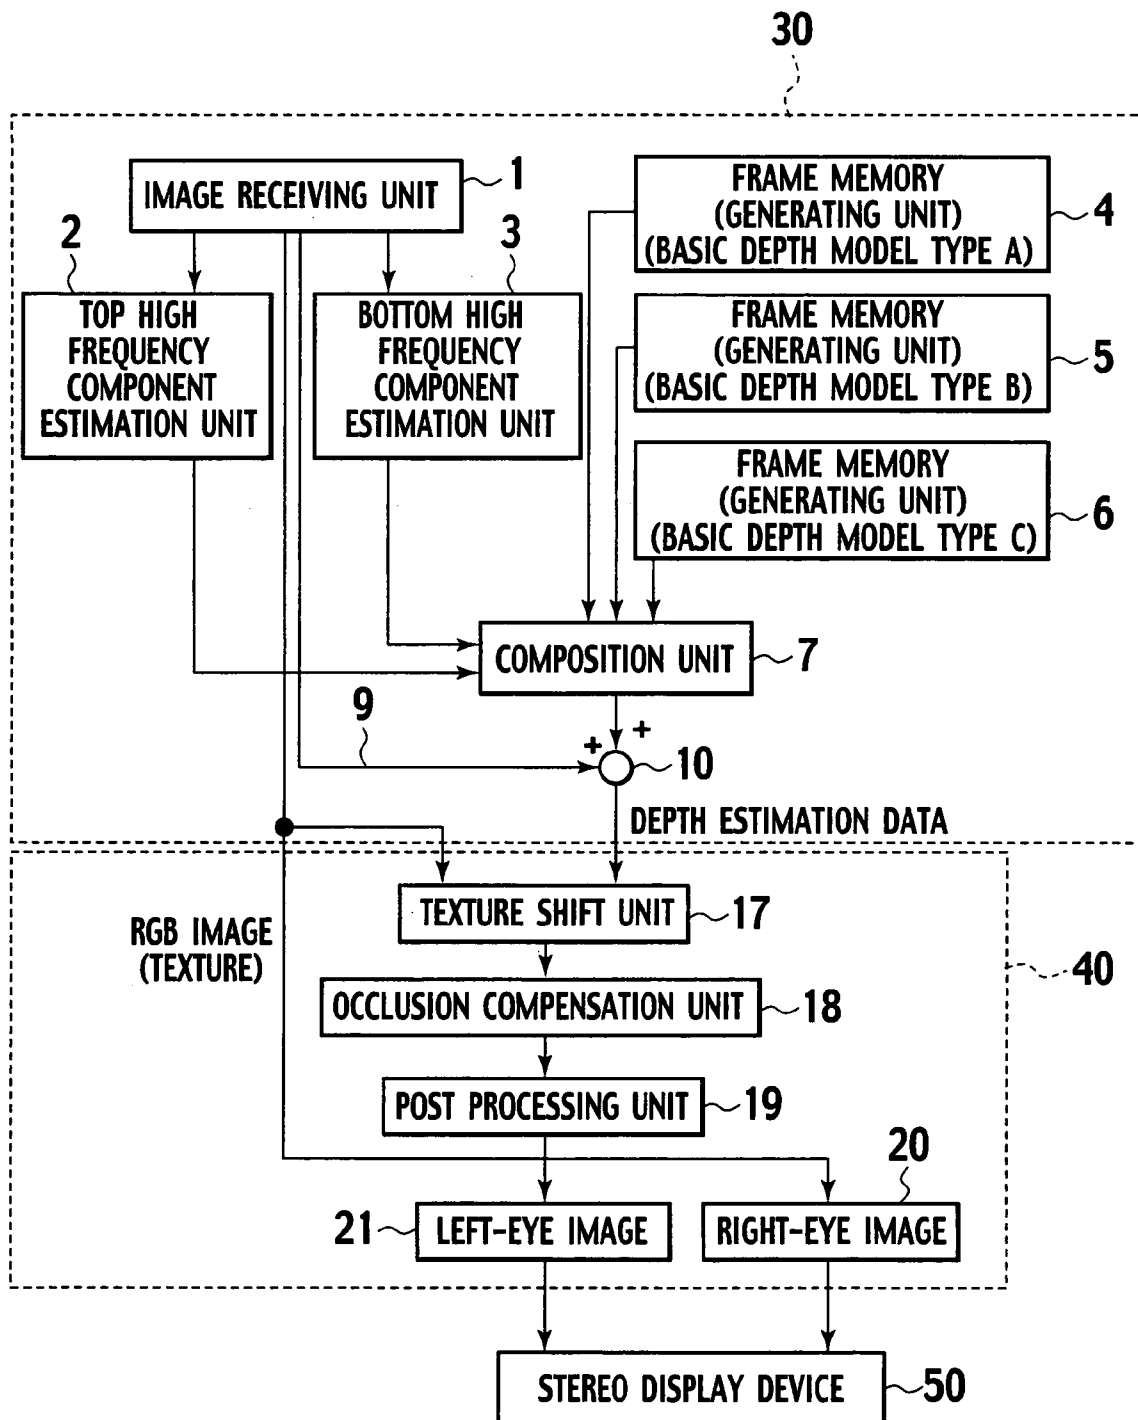 30
IMAGE RECEIVING UNIT
1
FRAME MEMORY
(GENERATING UNIT)
(BASIC DEPTH MODEL TYPE A)
4
2
TOP HIGH
FREQUENCY
COMPONENT
ESTIMATION UNIT
3
BOTTOM HIGH
FREQUENCY
COMPONENT
ESTIMATION UNIT
FRAME MEMORY
(GENERATING UNIT)
(BASIC DEPTH MODEL TYPE B)
5
FRAME MEMORY
(GENERATING UNIT)
(BASIC DEPTH MODEL TYPE C)
6
COMPOSITION UNIT
7
9
+
+
10
DEPTH ESTIMATION DATA
RGB IMAGE
(TEXTURE)
TEXTURE SHIFT UNIT
17
40
OCCLUSION COMPENSATION UNIT
18
POST PROCESSING UNIT
19
20
21
LEFT-EYE IMAGE
RIGHT-EYE IMAGE
STEREO DISPLAY DEVICE
50